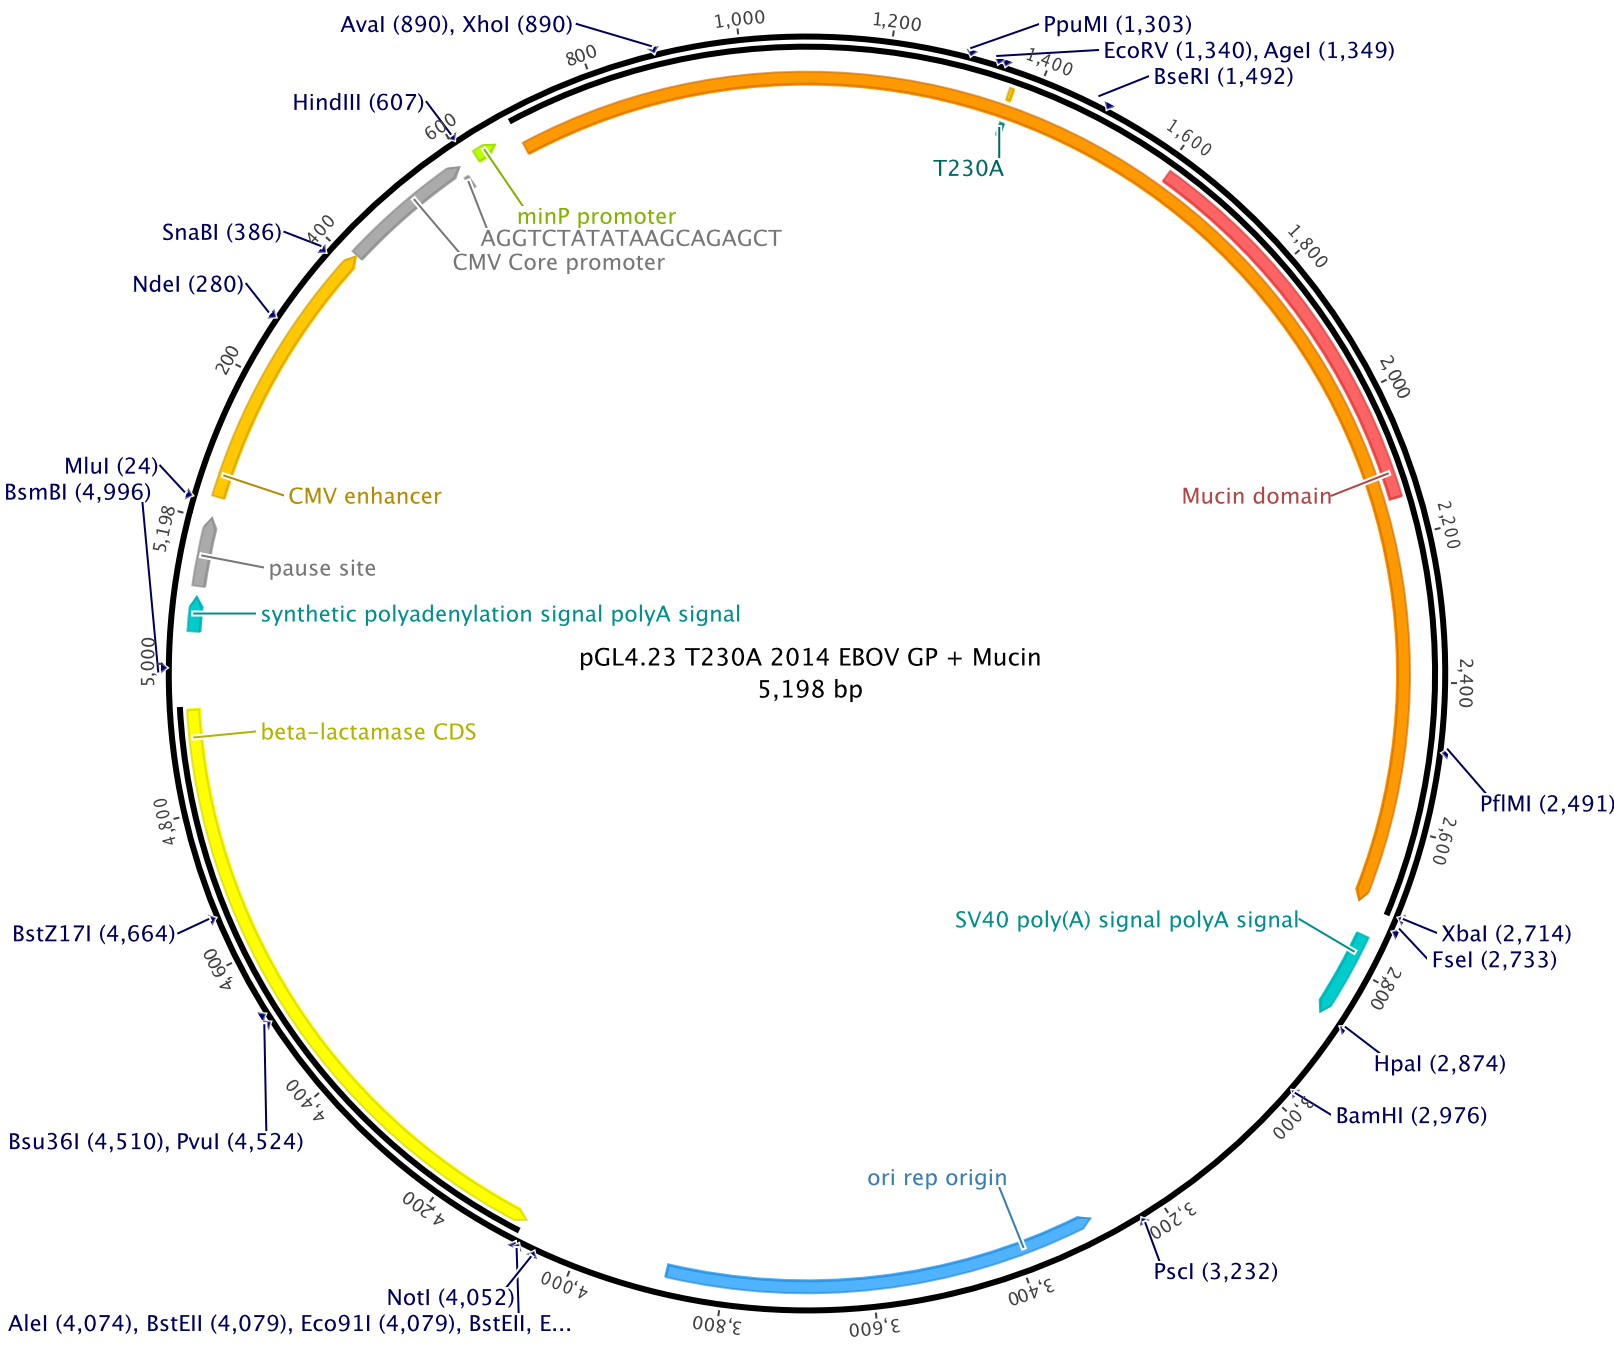 AvaI (890), XhoI (890)
1,000
1,200
PpuMI (1,303)
EcoRV (1,340), AgeI (1,349)
800
1,400
BseRI (1,492)
HindIII (607)
600
1,600
T230A
minP promoter
SnaBI (386)
400
AGGTCTATATAAGCAGAGCT
1,800
CMV Core promoter
NdeI (280)
200
2,000
MluI (24)
BsmBI (4,996)
CMV enhancer
Mucin domain
5,198
2,200
pause site
synthetic polyadenylation signal polyA signal
5,000
pGL4.23 T230A 2014 EBOV GP + Mucin
5,198 bp
2,400
beta-lactamase CDS
PflMI (2,491)
4,800
2,600
SV40 poly(A) signal polyA signal
BstZ17I (4,664)
XbaI (2,714)
FseI (2,733)
4,600
2,800
HpaI (2,874)
4,400
3,000
BamHI (2,976)
Bsu36I (4,510), PvuI (4,524)
ori rep origin
4,200
3,200
PscI (3,232)
4,000
3,400
NotI (4,052)
AleI (4,074), BstEII (4,079), Eco91I (4,079), BstEII, E...
3,800
3,600